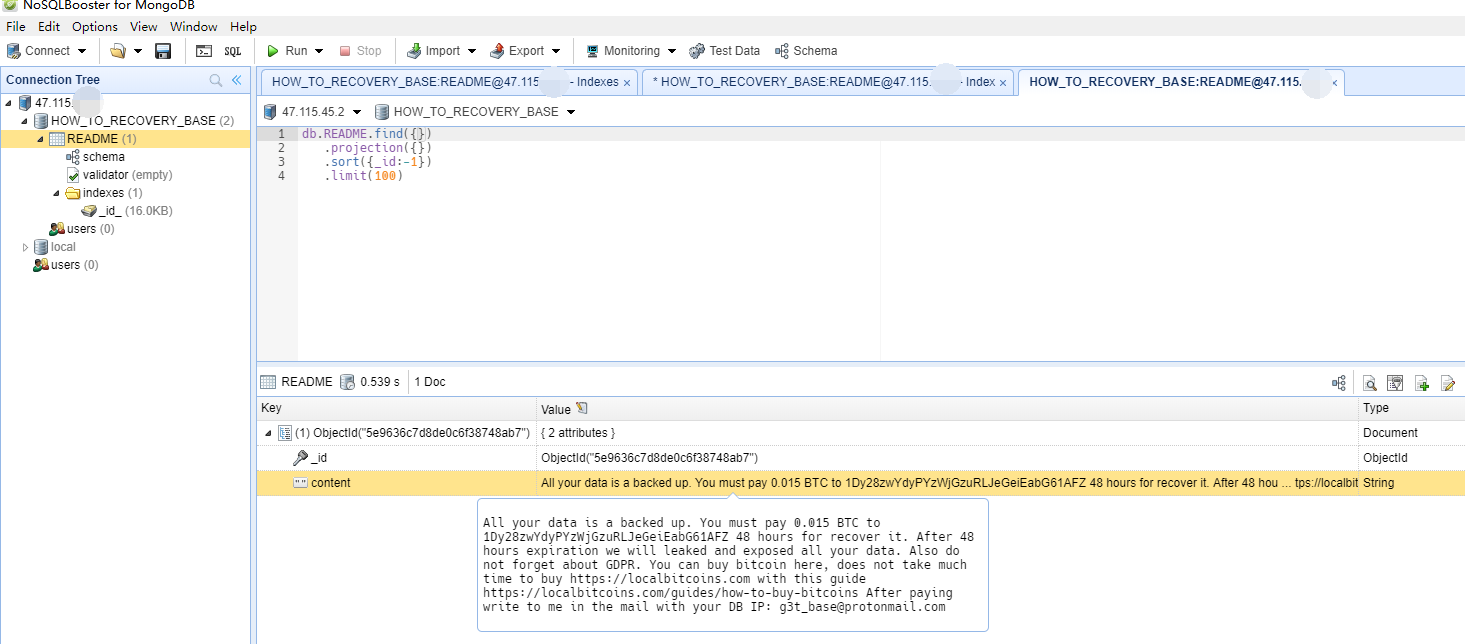 NoSQLBooster for MongoDB
File Edit Options View Window Help
Connect SQL Run Stop Import Export Monitoring Test Data Schema
Connection Tree
HOW_TO_RECOVERY_BASE:README@47.115 - Indexes ×
* HOW_TO_RECOVERY_BASE:README@47.115. - Index ×
HOW_TO_RECOVERY_BASE:README@47.115. ×
47.115.
HOW_TO_RECOVERY_BASE (2)
README (1)
schema
validator (empty)
indexes (1)
_id_ (16.0KB)
users (0)
local
users (0)
47.115.45.2 HOW_TO_RECOVERY_BASE
1 db.README.find({})
2 .projection({})
3 .sort({_id:-1})
4 .limit(100)
README 0.539 s 1 Doc
Key Value Type
(1) ObjectId("5e9636c7d8de0c6f38748ab7") { 2 attributes } Document
_id ObjectId("5e9636c7d8de0c6f38748ab7") ObjectId
content All your data is a backed up. You must pay 0.015 BTC to 1Dy28zwYdyPYzWjGzuRLJeGeiEabG61AFZ 48 hours for recover it. After 48 hou ... tps://localbit String
All your data is a backed up. You must pay 0.015 BTC to
1Dy28zwYdyPYzWjGzuRLJeGeiEabG61AFZ 48 hours for recover it. After 48
hours expiration we will leaked and exposed all your data. Also do
not forget about GDPR. You can buy bitcoin here, does not take much
time to buy https://localbitcoins.com with this guide
https://localbitcoins.com/guides/how-to-buy-bitcoins After paying
write to me in the mail with your DB IP: g3t_base@protonmail.com